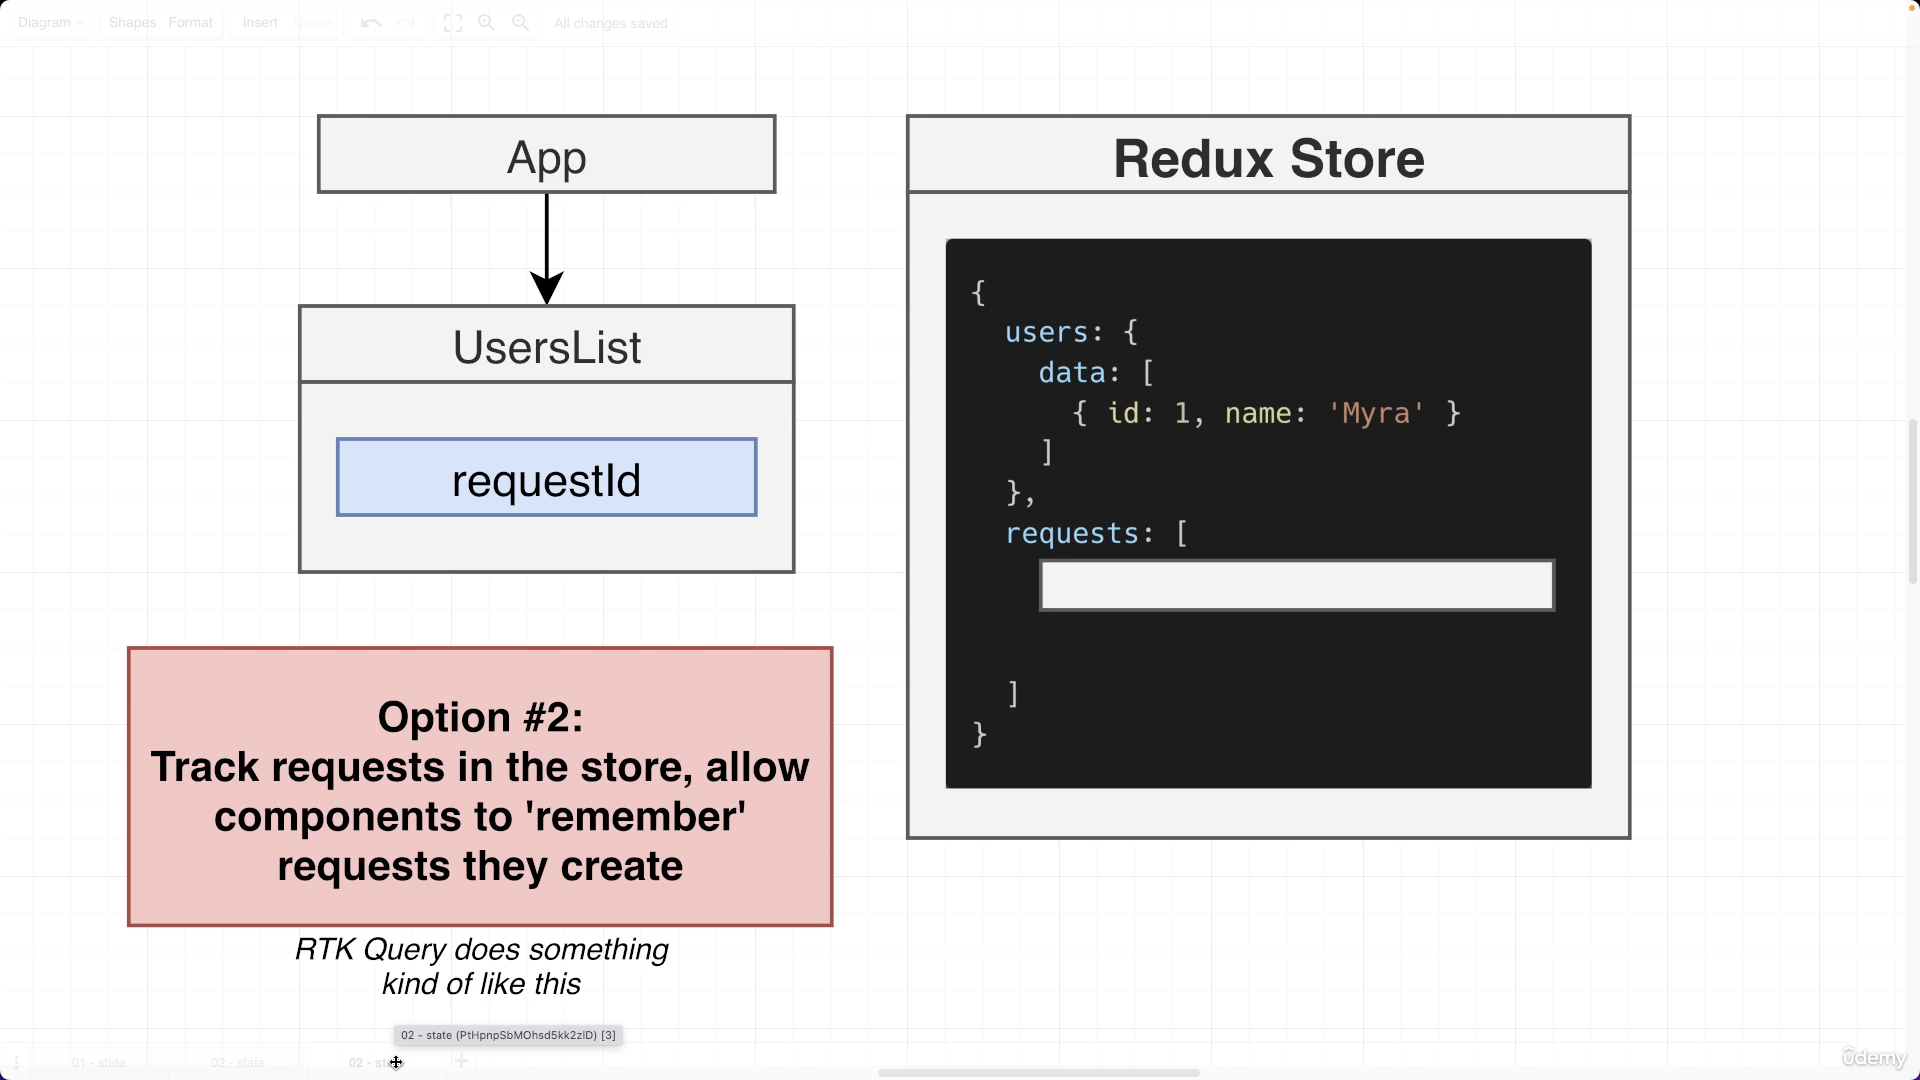 Diagram
Shapes
Format
Insert
Delete
All changes saved
App
UsersList
requestId
Option #2:
Track requests in the store, allow
components to 'remember'
requests they create
RTK Query does something
kind of like this
Redux Store
{
users: {
data: [
{ id: 1, name: 'Myra' }
]
},
requests: [
]
}
02 - state (PtHpnpSbMOhsd5kk2zlD) [3]
01 - state
02 - state
02 -
udemy